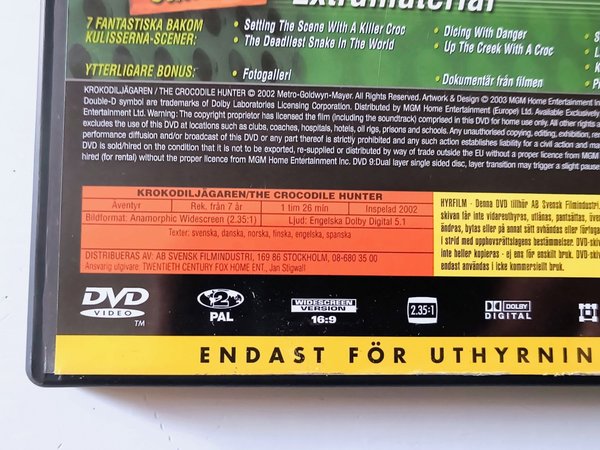 Extramaterial
7 FANTASTISKA BAKOM
KULISSERNA-SCENER:
• Setting The Scene With A Killer Croc
• The Deadliest Snake In The World
• Dicing With Danger
• Up The Creek With A Croc
YTTERLIGARE BONUS:
• Fotogalleri
• Dokumentär från filmen
KROKODILJÄGAREN / THE CROCODILE HUNTER © 2002 Metro-Goldwyn-Mayer. All Rights Reserved. Artwork & Design © 2003 MGM Home Entertainment Inc
Double-D symbol are trademarks of Dolby Laboratories Licensing Corporation. Distributed by MGM Home Entertainment (Europe) Ltd. Available Exclusively
Entertainment Ltd. Warning: The copyright proprietor has licensed the film (including the soundtrack) comprised in this DVD for home use only. All other rights a
excludes the use of this DVD at locations such as clubs, coaches, hospitals, hotels, oil rigs, prisons and schools. Any unauthorised copying, editing, exhibition, ren
performance diffusion and/or broadcast of this DVD or any part thereof is strictly prohibited and any such action establishes liability for a civil action and may
DVD is sold/hired on the condition that it is not to be exported, re-supplied or distributed by way of trade outside the EU without a proper licence from MGM
hired (for rental) without the proper licence from MGM Home Entertainment Inc. DVD 9:Dual layer single sided disc, layer transition may trigger a slight pause.
KROKODILJÄGAREN/THE CROCODILE HUNTER
Äventyr Rek. från 7 år 1 tim 26 min Inspelad 2002
Bildformat: Anamorphic Widescreen (2.35:1) Ljud: Engelska Dolby Digital 5.1
Texter: svenska, danska, norska, finska, engelska, spanska
DISTRIBUERAS AV: AB SVENSK FILMINDUSTRI, 169 86 STOCKHOLM, 08-680 35 00
Ansvarig utgivare: TWENTIETH CENTURY FOX HOME ENT., Jan Stigwall
HYRFILM - Denna DVD tillhör AB Svensk Filmindustri.
skivan får inte vidareuthyras, utlånas, pantsättas, över
ändras, bytas eller på annat sätt avhändas eller förfoga
i strid med upphovsrättslagens bestämmelser. DVD-skiv
inte heller kopieras - ej ens för enskilt bruk. DVD-skiv
endast användas i icke kommersiellt bruk.
DVD
VIDEO
TM
2
PAL
WIDESCREEN
VERSION
16:9
2.35:1
DOLBY
DIGITAL
ENDAST FÖR UTHYRNIN